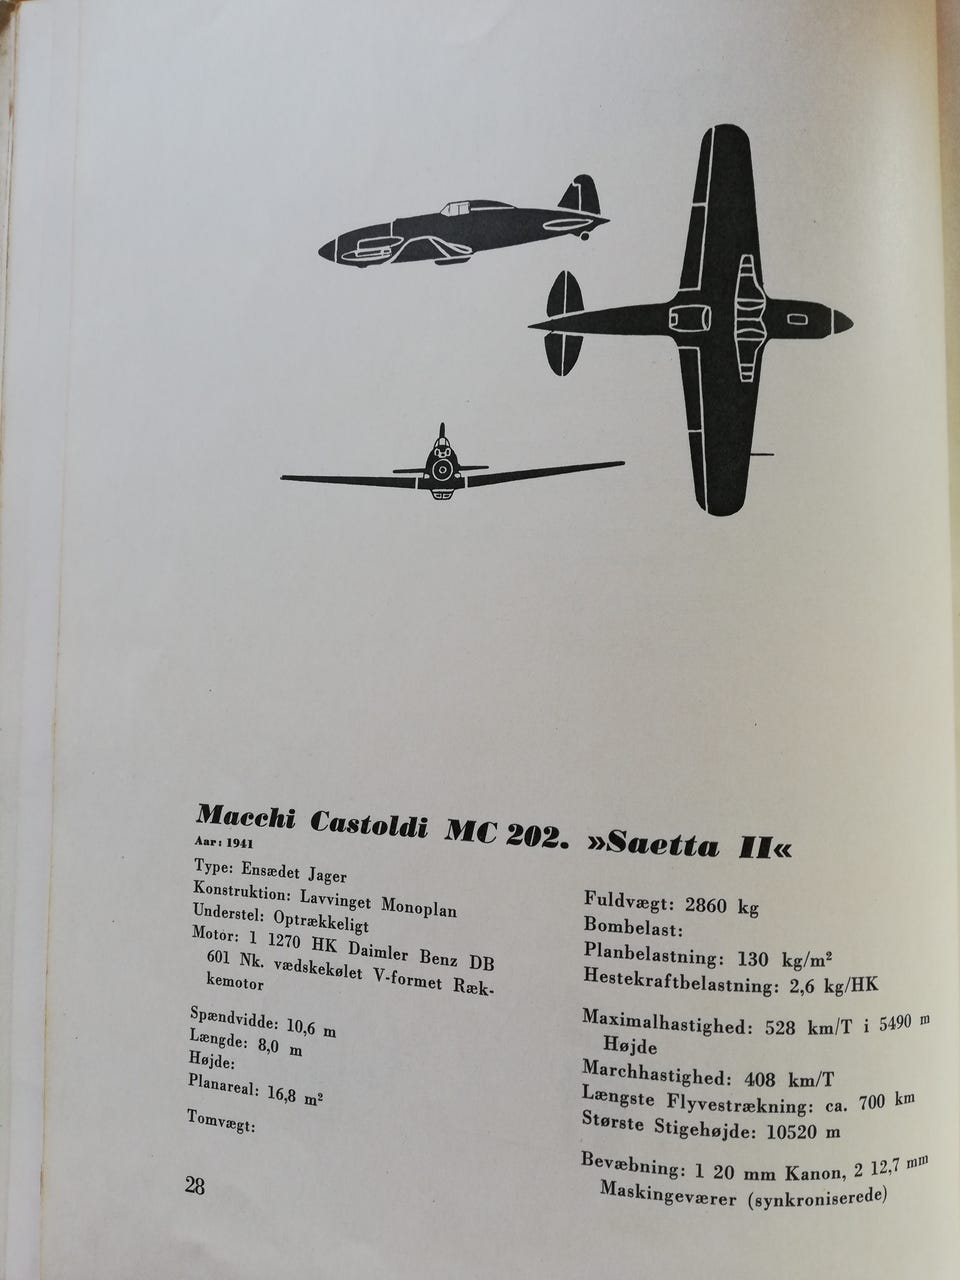 Macchi Castoldi MC 202. »Saetta II«
Aar: 1941
Type: Ensædet Jager
Konstruktion: Lavvinget Monoplan
Understel: Optrækkeligt
Motor: 1 1270 HK Daimler Benz DB
601 Nk. vædskekølet V-formet Ræk-
kemotor
Spændvidde: 10,6 m
Længde: 8,0 m
Højde:
Planareal: 16,8 m²
Tomvægt:
Fuldvægt: 2860 kg
Bombelast:
Planbelastning: 130 kg/m²
Hestekraftbelastning: 2,6 kg/HK
Maximalhastighed: 528 km/T i 5490 m
Højde
Marchhastighed: 408 km/T
Længste Flyvestrækning: ca. 700 km
Største Stigehøjde: 10520 m
Bevæbning: 1 20 mm Kanon, 2 12,7 mm
Maskingeværer (synkroniserede)
28